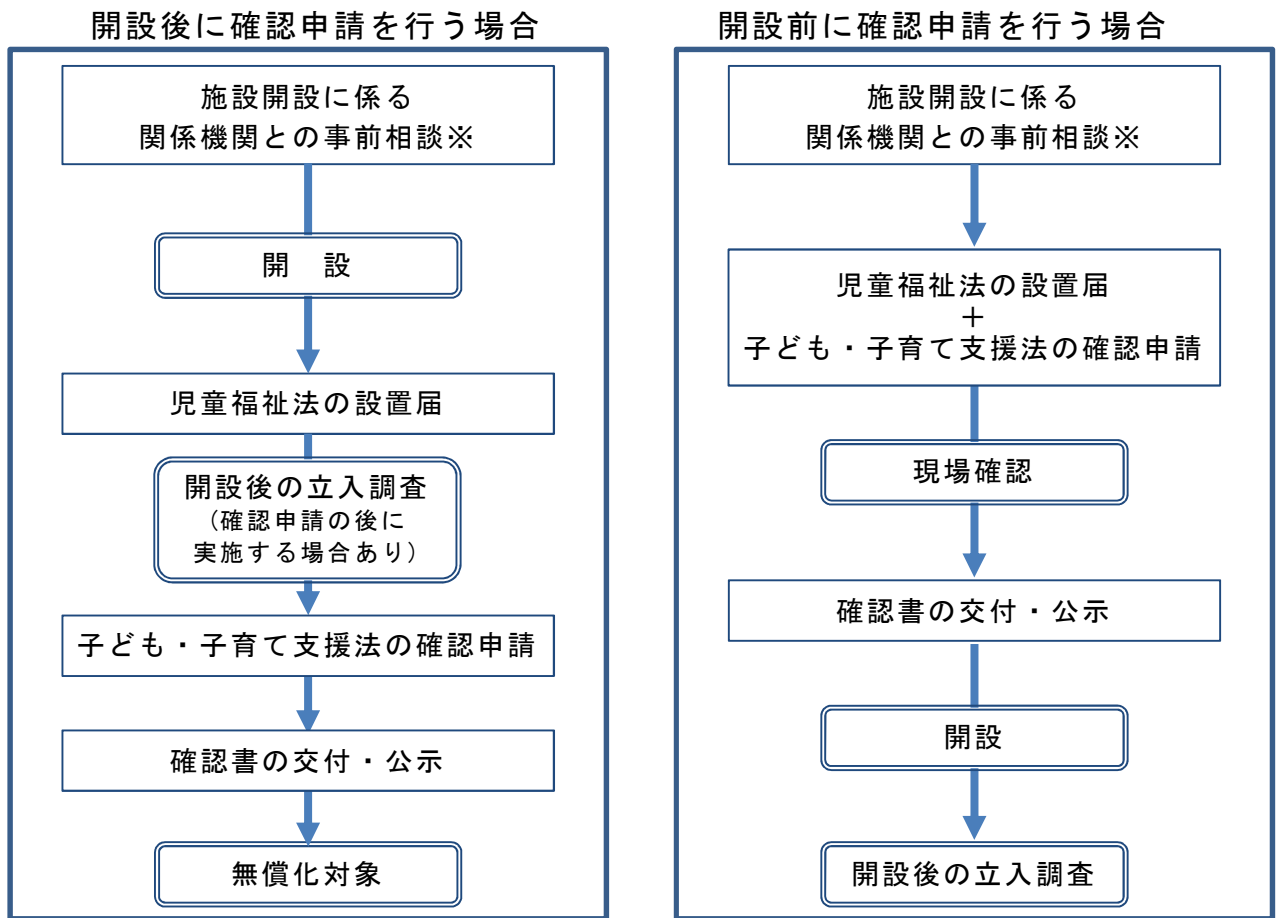 開設後に確認申請を行う場合
施設開設に係る
関係機関との事前相談※
開　設
児童福祉法の設置届
開設後の立入調査
（確認申請の後に
実施する場合あり）
子ども・子育て支援法の確認申請
確認書の交付・公示
無償化対象
開設前に確認申請を行う場合
施設開設に係る
関係機関との事前相談※
児童福祉法の設置届
＋
子ども・子育て支援法の確認申請
現場確認
確認書の交付・公示
開設
開設後の立入調査